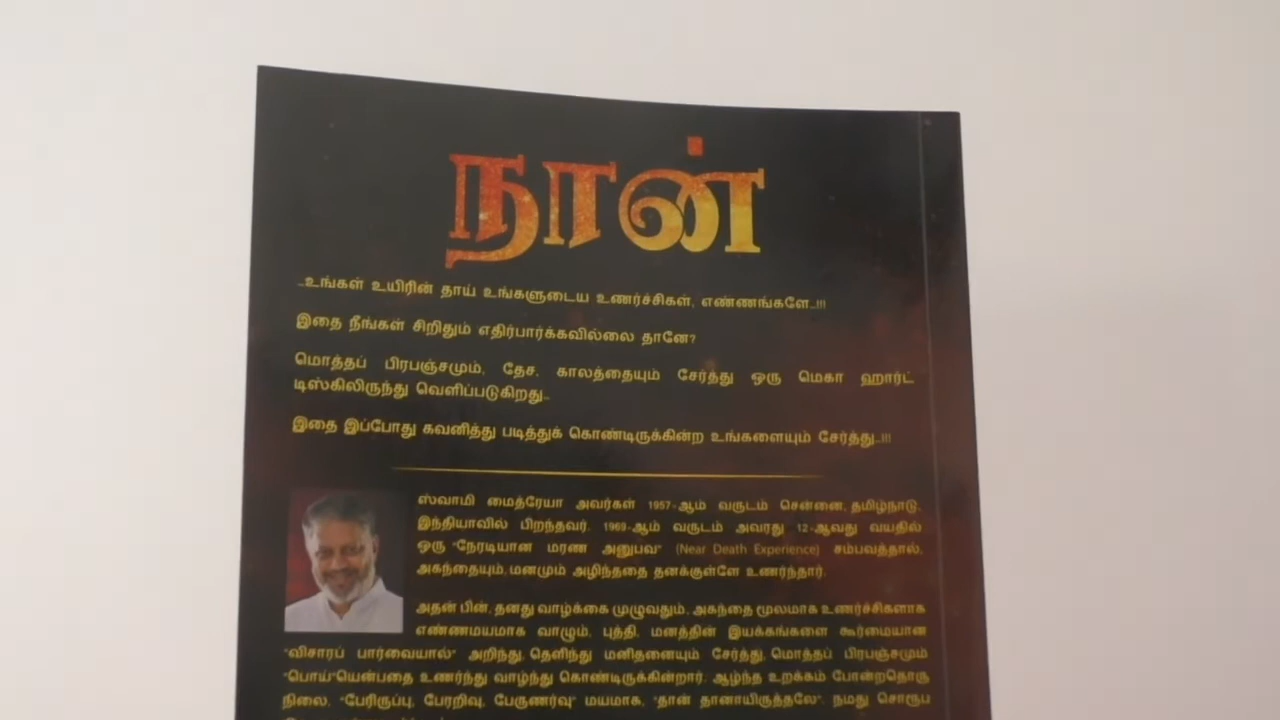 நான்
...உங்கள் உயிரின் தாய் உங்களுடைய உணர்ச்சிகள், எண்ணங்களே...!!!
இதை நீங்கள் சிறிதும் எதிர்பார்க்கவில்லை தானே?
மொத்தப் பிரபஞ்சமும், தேச, காலத்தையும் சேர்த்து ஒரு மெகா ஹார்ட்
டிஸ்கிலிருந்து வெளிப்படுகிறது...
இதை இப்போது கவனித்து படித்துக் கொண்டிருக்கின்ற உங்களையும் சேர்த்து...!!!
ஸ்வாமி மைத்ரேயா அவர்கள் 1957-ஆம் வருடம் சென்னை, தமிழ்நாடு,
இந்தியாவில் பிறந்தவர். 1969-ஆம் வருடம் அவரது 12-ஆவது வயதில்
ஒரு "நேரடியான மரண அனுபவ" (Near Death Experience) சம்பவத்தால்,
அகந்தையும், மனமும் அழிந்ததை தனக்குள்ளே உணர்ந்தார்.
அதன் பின், தனது வாழ்க்கை முழுவதும், அகந்தை மூலமாக உணர்ச்சிகளாக
எண்ணமயமாக வாழும், புத்தி, மனத்தின் இயக்கங்களை கூர்மையான
"விசாரப் பார்வையால்" அறிந்து, தெளிந்து மனிதனையும் சேர்த்து, மொத்தப் பிரபஞ்சமும்
"பொய்"யென்பதை உணர்ந்து வாழ்ந்து கொண்டிருக்கிறார். ஆழ்ந்த உறக்கம் போன்றதொரு
நிலை, "பேரிருப்பு, பேரறிவு, பேருணர்வு" மயமாக, "தான் தானாயிருத்தலே", நமது சொரூப